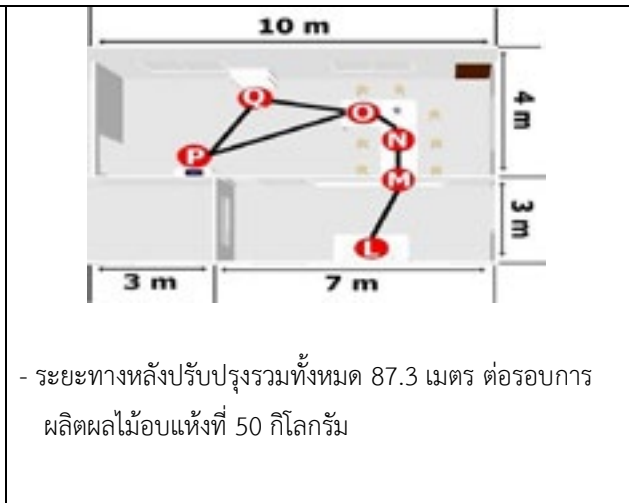 10 m
4 m
Q
O
N
P
M
3 m
L
3 m
7 m
- ระยะทางหลังปรับปรุงรวมทั้งหมด 87.3 เมตร ต่อรอบการ
ผลิตผลไม้อบแห้งที่ 50 กิโลกรัม